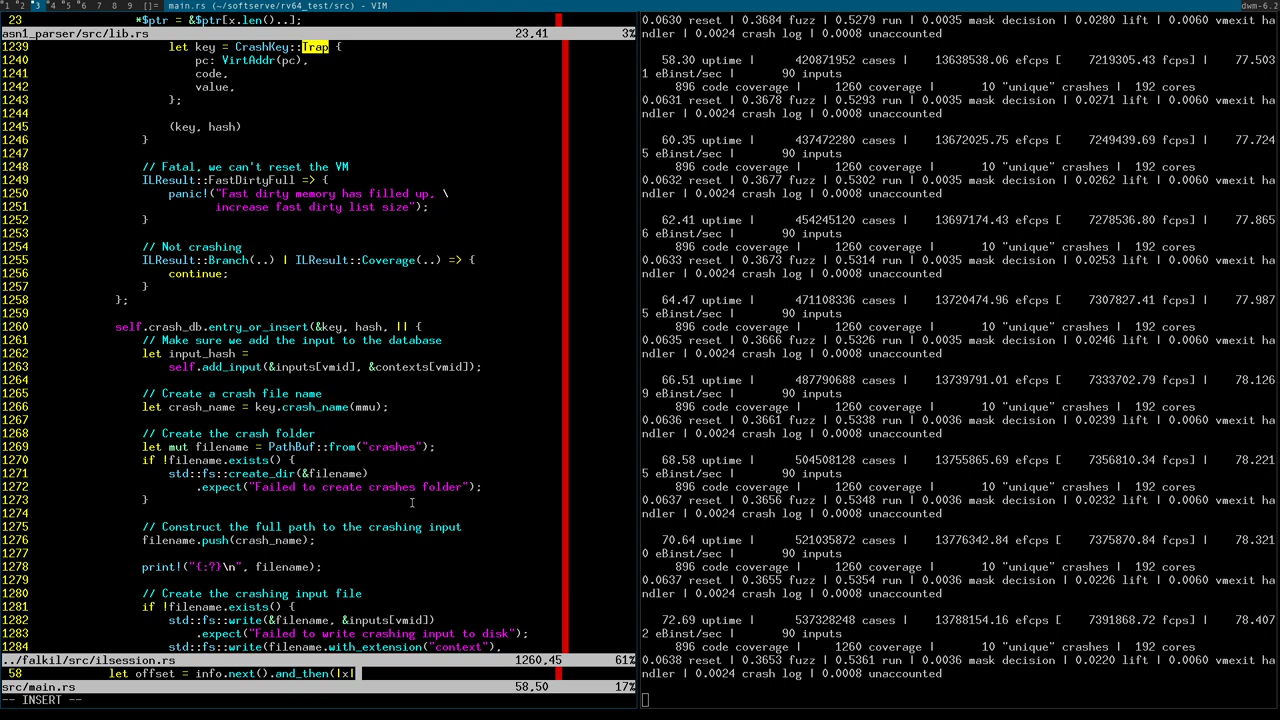 1 2 3 4 5 6 7 8 9 []= main.rs (~/softserve/rv64_test/src) - VIM
dwm-6.2
23 *$ptr = &$ptr[x.len()..];
asn1_parser/src/lib.rs 23,41 3%
1239 let key = CrashKey::Trap {
1240 pc: VirtAddr(pc),
1241 code,
1242 value,
1243 };
1244
1245 (key, hash)
1246 }
1247
1248 // Fatal, we can't reset the VM
1249 ILResult::FastDirtyFull => {
1250 panic!("Fast dirty memory has filled up, \
1251 increase fast dirty list size");
1252 }
1253
1254 // Not crashing
1255 ILResult::Branch(..) | ILResult::Coverage(..) => {
1256 continue;
1257 }
1258 };
1259
1260 self.crash_db.entry_or_insert(&key, hash, || {
1261 // Make sure we add the input to the database
1262 let input_hash =
1263 self.add_input(&inputs[vmid], &contexts[vmid]);
1264
1265 // Create a crash file name
1266 let crash_name = key.crash_name(mmu);
1267
1268 // Create the crash folder
1269 let mut filename = PathBuf::from("crashes");
1270 if !filename.exists() {
1271 std::fs::create_dir(&filename)
1272 .expect("Failed to create crashes folder");
1273 }
1274
1275 // Construct the full path to the crashing input
1276 filename.push(crash_name);
1277
1278 print!("{:?}\n", filename);
1279
1280 // Create the crashing input file
1281 if !filename.exists() {
1282 std::fs::write(&filename, &inputs[vmid])
1283 .expect("Failed to write crashing input to disk");
1284 std::fs::write(filename.with_extension("context"),
../falkil/src/ilsession.rs 1260,45 61%
58 let offset = info.next().and_then(|x|
src/main.rs 58,50 17%
-- INSERT --
0.0630 reset | 0.3684 fuzz | 0.5279 run | 0.0035 mask decision | 0.0280 loft | 0.0060 vmexit ha
ndler | 0.0024 crash log | 0.0008 unaccounted
58.30 uptime | 420871952 cases | 13638538.06 efcps [ 7219305.43 fcps] | 77.503
1 eBinst/sec | 90 inputs
896 code coverage | 1260 coverage | 10 "unique" crashes | 192 cores
0.0631 reset | 0.3678 fuzz | 0.5293 run | 0.0035 mask decision | 0.0271 loft | 0.0060 vmexit ha
ndler | 0.0024 crash log | 0.0008 unaccounted
60.35 uptime | 437472280 cases | 13672025.75 efcps [ 7249439.69 fcps] | 77.724
5 eBinst/sec | 90 inputs
896 code coverage | 1260 coverage | 10 "unique" crashes | 192 cores
0.0632 reset | 0.3677 fuzz | 0.5302 run | 0.0035 mask decision | 0.0262 loft | 0.0060 vmexit ha
ndler | 0.0024 crash log | 0.0008 unaccounted
62.41 uptime | 454245120 cases | 13697174.43 efcps [ 7278536.80 fcps] | 77.865
6 eBinst/sec | 90 inputs
896 code coverage | 1260 coverage | 10 "unique" crashes | 192 cores
0.0633 reset | 0.3673 fuzz | 0.5314 run | 0.0035 mask decision | 0.0253 loft | 0.0060 vmexit ha
ndler | 0.0024 crash log | 0.0008 unaccounted
64.47 uptime | 471108336 cases | 13720474.96 efcps [ 7307827.41 fcps] | 77.987
5 eBinst/sec | 90 inputs
896 code coverage | 1260 coverage | 10 "unique" crashes | 192 cores
0.0635 reset | 0.3666 fuzz | 0.5326 run | 0.0035 mask decision | 0.0246 loft | 0.0060 vmexit ha
ndler | 0.0024 crash log | 0.0008 unaccounted
66.51 uptime | 487790688 cases | 13739791.01 efcps [ 7333702.79 fcps] | 78.126
9 eBinst/sec | 90 inputs
896 code coverage | 1260 coverage | 10 "unique" crashes | 192 cores
0.0636 reset | 0.3661 fuzz | 0.5338 run | 0.0036 mask decision | 0.0239 loft | 0.0060 vmexit ha
ndler | 0.0024 crash log | 0.0008 unaccounted
68.58 uptime | 504508128 cases | 13755865.69 efcps [ 7356810.34 fcps] | 78.221
5 eBinst/sec | 90 inputs
896 code coverage | 1260 coverage | 10 "unique" crashes | 192 cores
0.0637 reset | 0.3656 fuzz | 0.5348 run | 0.0036 mask decision | 0.0232 loft | 0.0060 vmexit ha
ndler | 0.0024 crash log | 0.0008 unaccounted
70.64 uptime | 521035872 cases | 13776342.84 efcps [ 7375870.84 fcps] | 78.321
0 eBinst/sec | 90 inputs
896 code coverage | 1260 coverage | 10 "unique" crashes | 192 cores
0.0637 reset | 0.3655 fuzz | 0.5354 run | 0.0036 mask decision | 0.0226 loft | 0.0060 vmexit ha
ndler | 0.0024 crash log | 0.0008 unaccounted
72.69 uptime | 537328248 cases | 13788154.16 efcps [ 7391868.72 fcps] | 78.407
2 eBinst/sec | 90 inputs
896 code coverage | 1260 coverage | 10 "unique" crashes | 192 cores
0.0638 reset | 0.3653 fuzz | 0.5361 run | 0.0036 mask decision | 0.0220 loft | 0.0060 vmexit ha
ndler | 0.0024 crash log | 0.0008 unaccounted